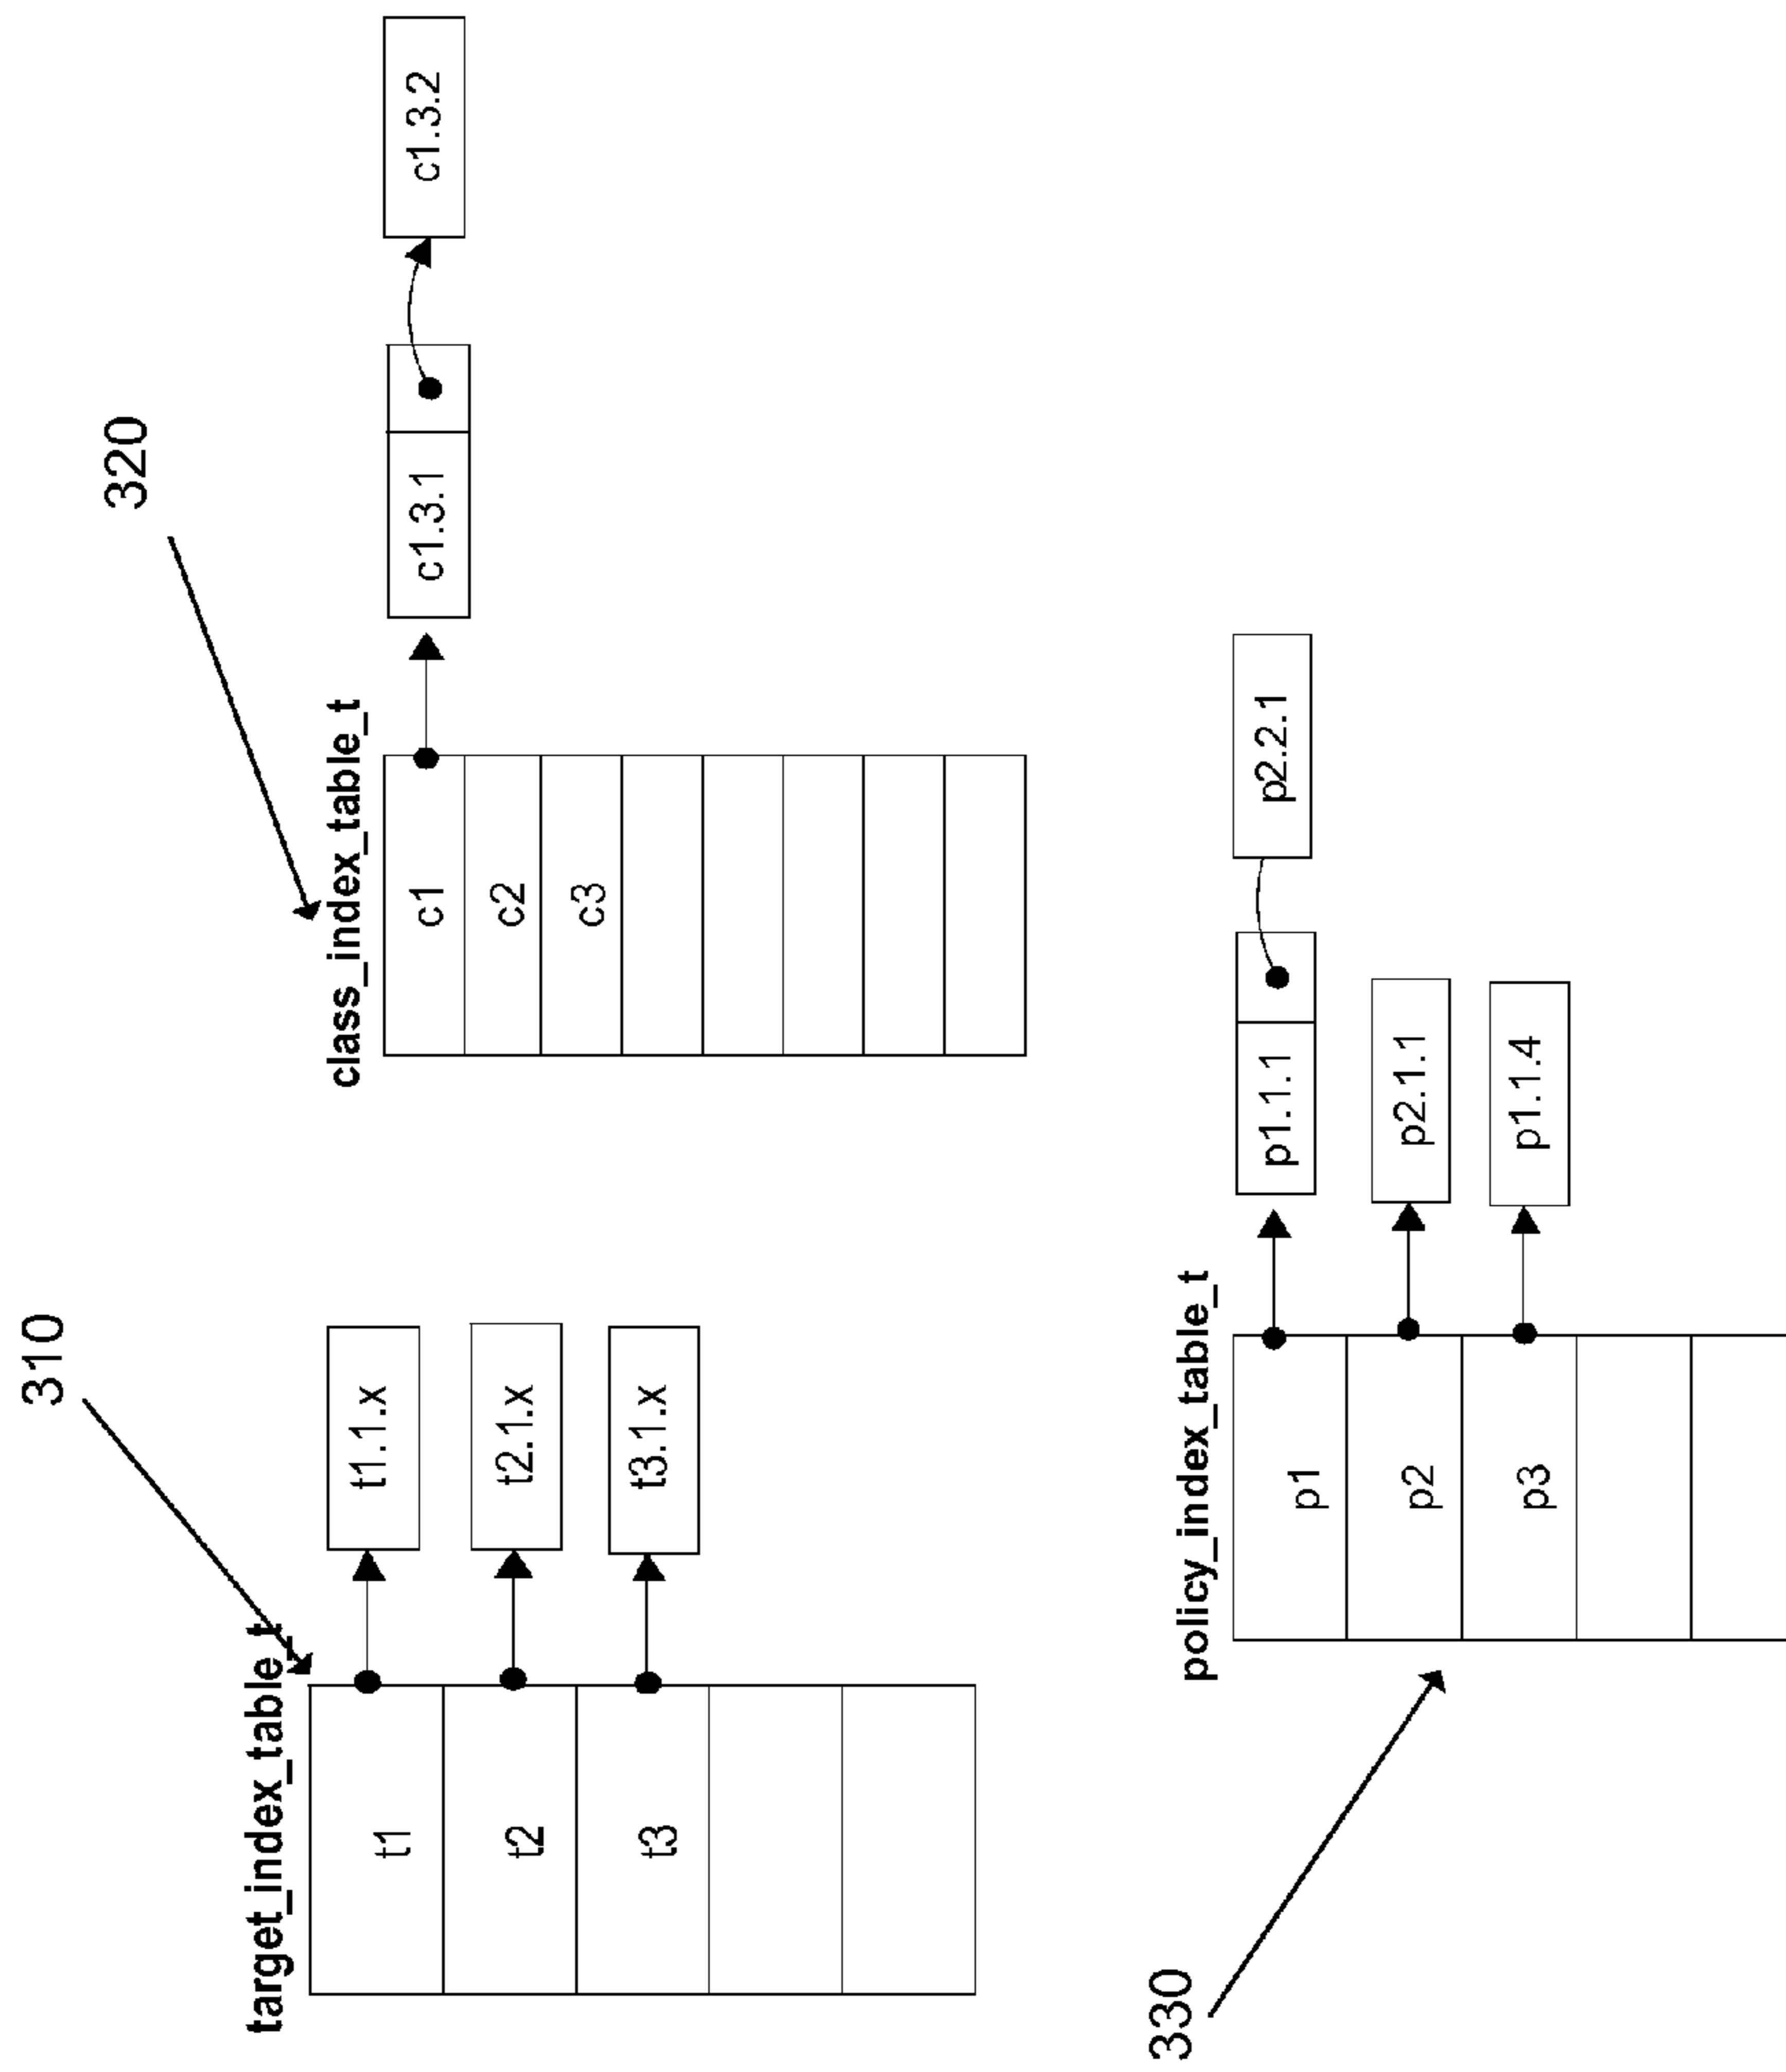 310
target_index_table_t
t1
t1.1.x
t2
t2.1.x
t3
t3.1.x
320
class_index_table_t
c1
c1.3.1
c1.3.2
c2
c3
330
policy_index_table_t
p1
p1.1.1
p2.2.1
p2
p2.1.1
p3
p1.1.4